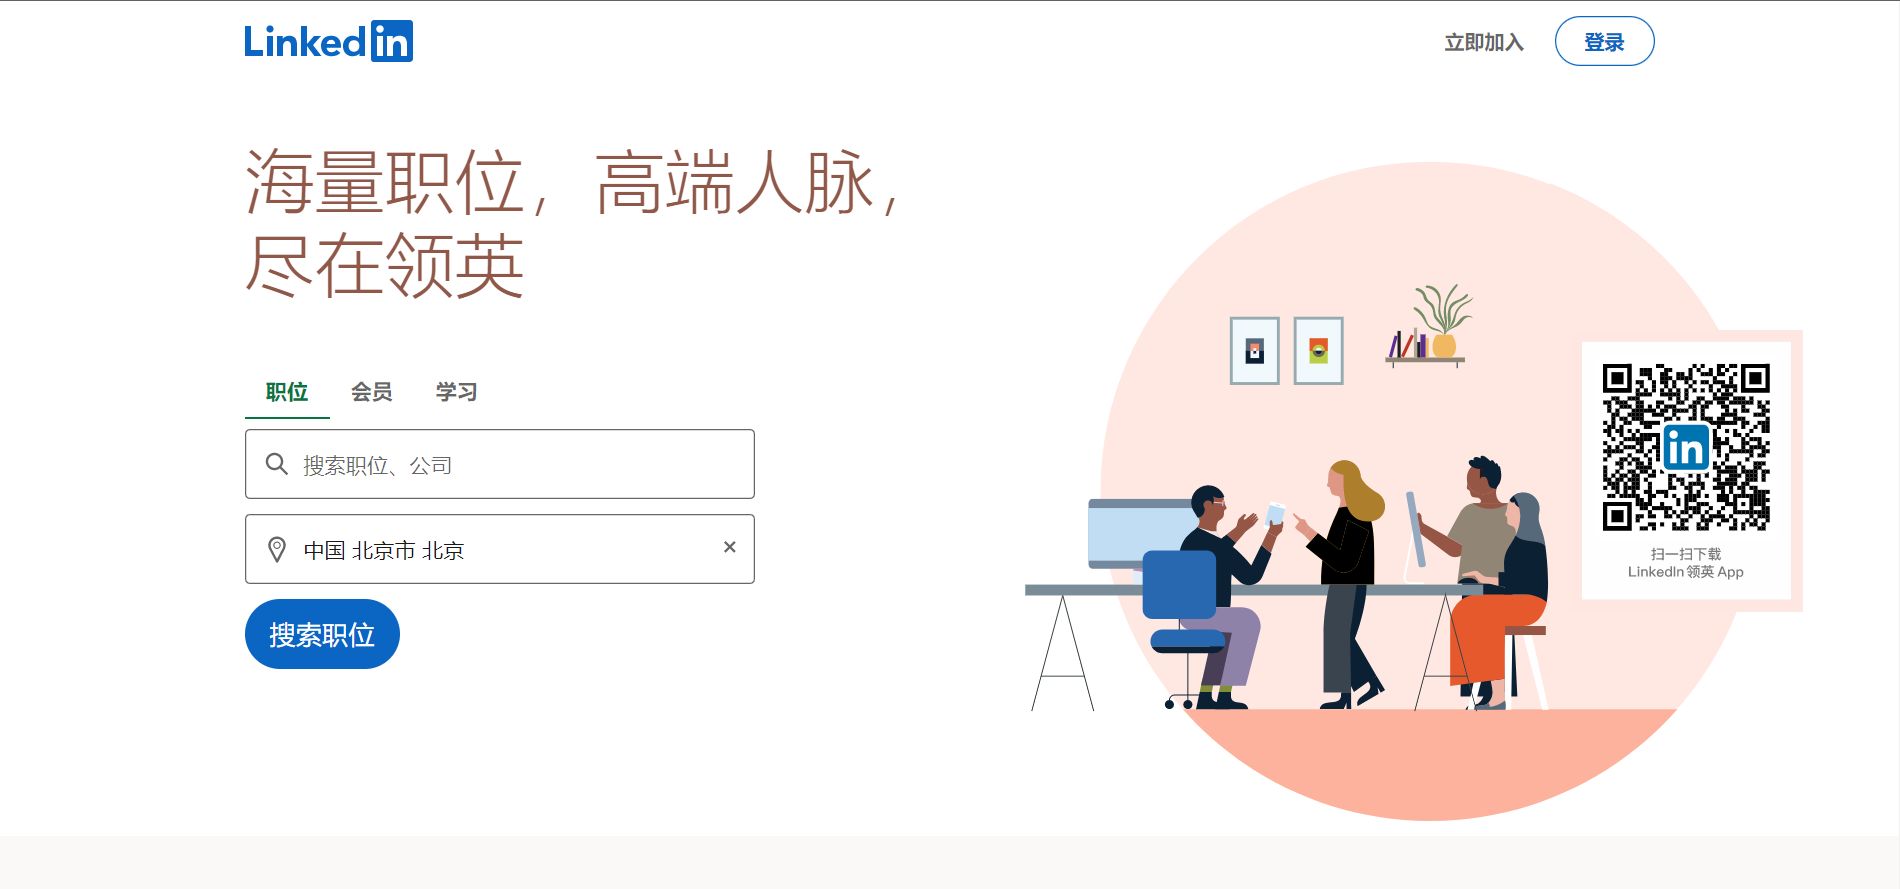 LinkedIn
立即加入
登录
海量职位，高端人脉，
尽在领英
职位 会员 学习
搜索职位、公司
中国 北京市 北京
搜索职位
in
扫一扫下载
LinkedIn 领英 App